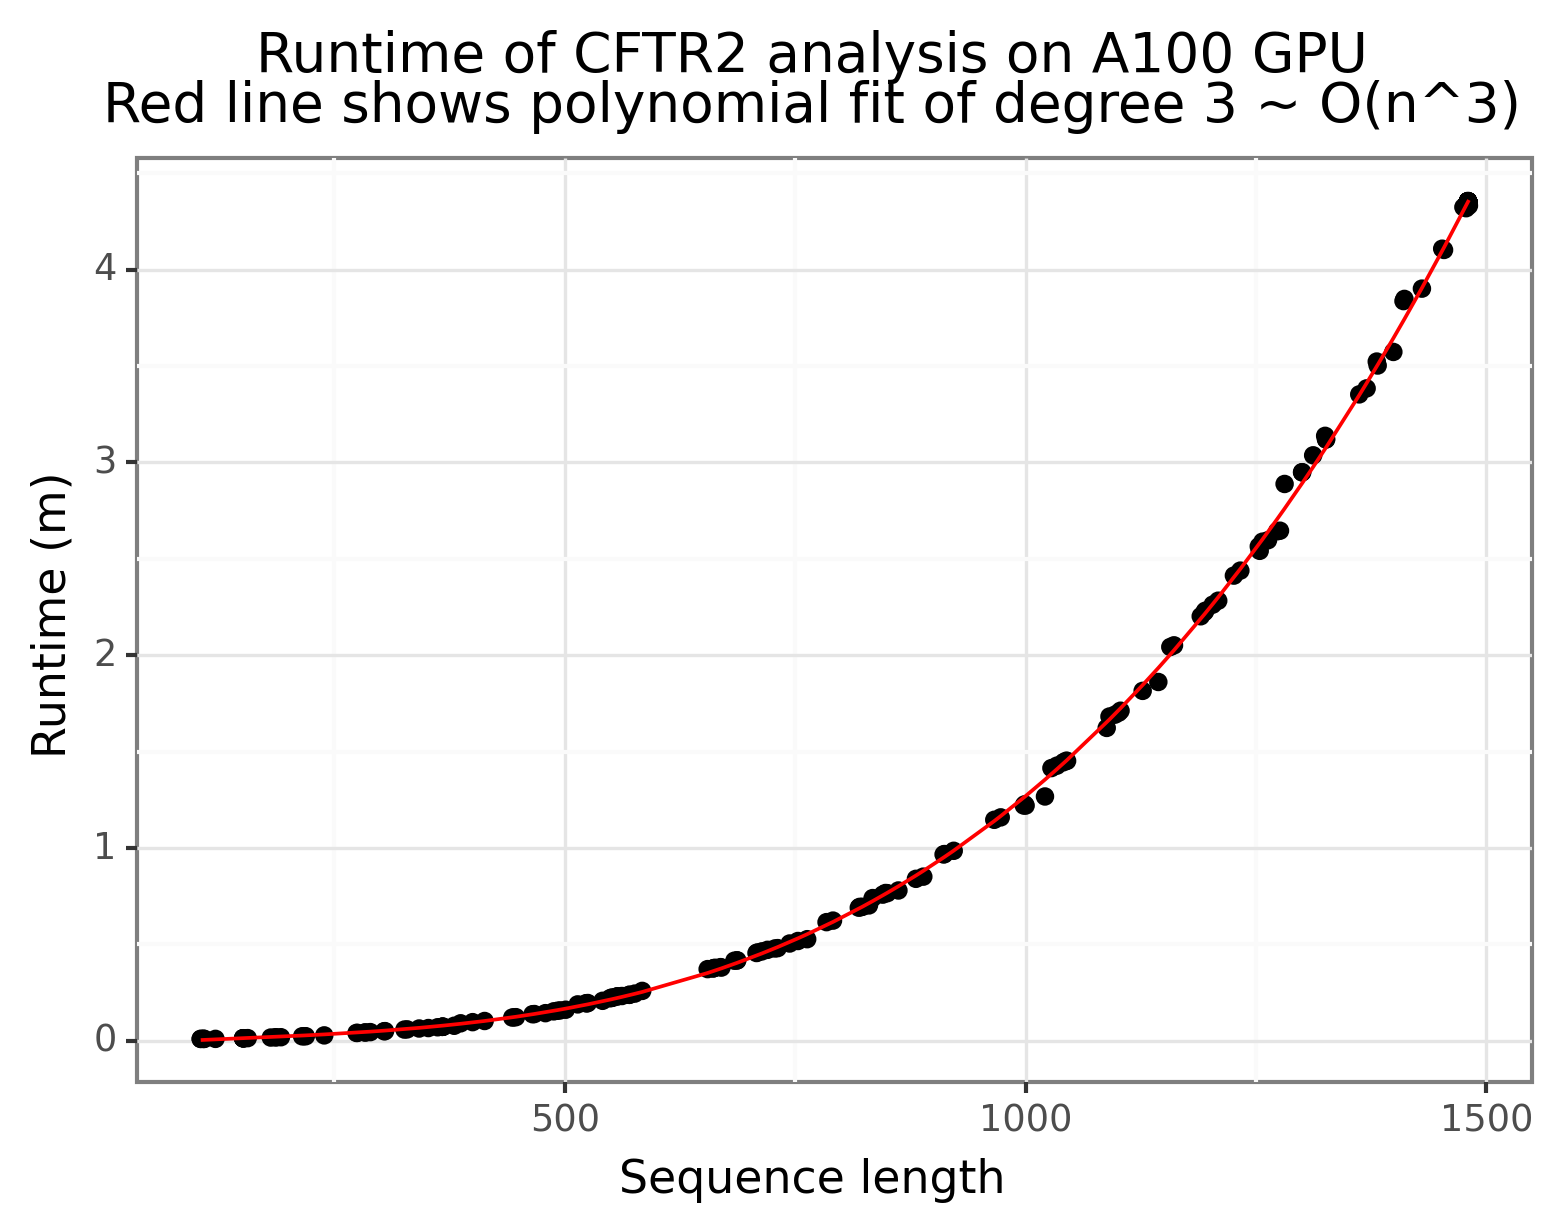 Runtime of CFTR2 analysis on A100 GPU
Red line shows polynomial fit of degree 3 ~ O(n^3)
Runtime (m)
4
3
2
1
0
500 1000 1500
Sequence length